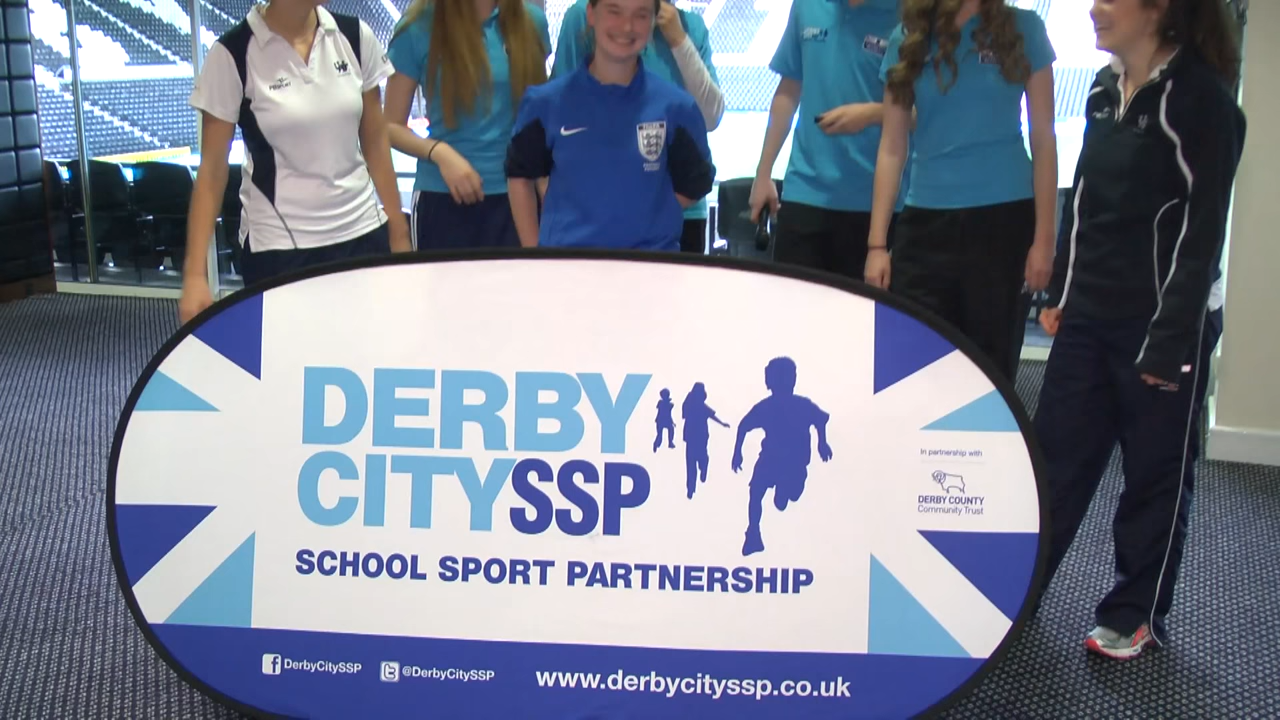 DERBY
CITYSSP
SCHOOL SPORT PARTNERSHIP
In partnership with
DERBY COUNTY
Community Trust
DerbyCitySSP
@DerbyCitySSP
www.derbycityssp.co.uk